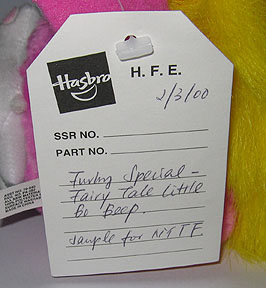 Hasbro
H. F. E.
2/3/00
SSR NO.
PART NO.
Furby Special -
Fairy Tale Little
Bo Beep.
Sample for NYTF